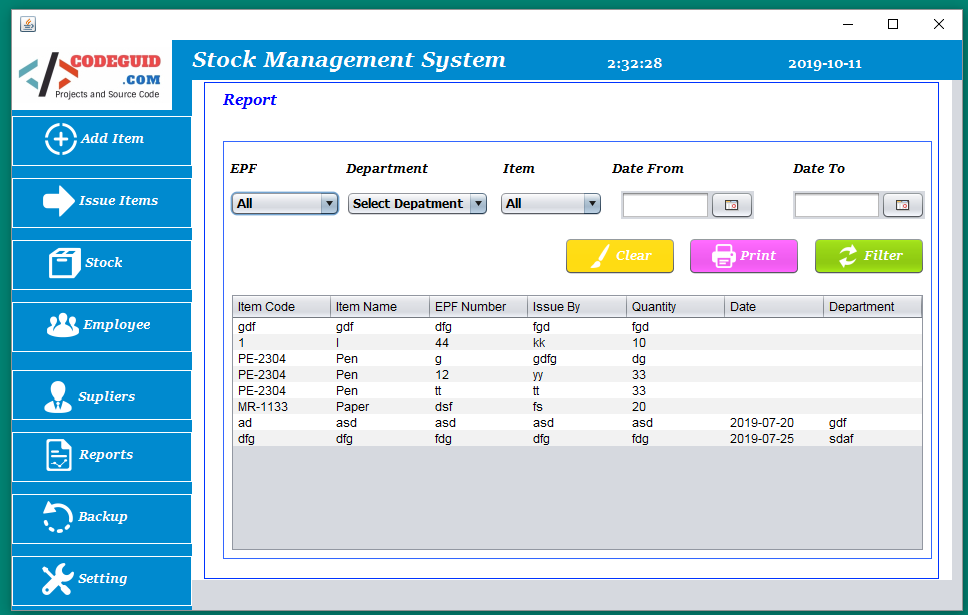 CODEGUID
.COM
Projects and Source Code
Stock Management System 2:32:28 2019-10-11
Add Item
Issue Items
Stock
Employee
Supliers
Reports
Backup
Setting
Report
EPF Department Item Date From Date To
All Select Depatment All
Clear Print Filter
Item Code Item Name EPF Number Issue By Quantity Date Department
gdf gdf dfg fgd fgd
1 l 44 kk 10
PE-2304 Pen g gdfg dg
PE-2304 Pen 12 yy 33
PE-2304 Pen tt tt 33
MR-1133 Paper dsf fs 20
ad asd asd asd asd 2019-07-20 gdf
dfg dfg fdg dfg fdg 2019-07-25 sdaf